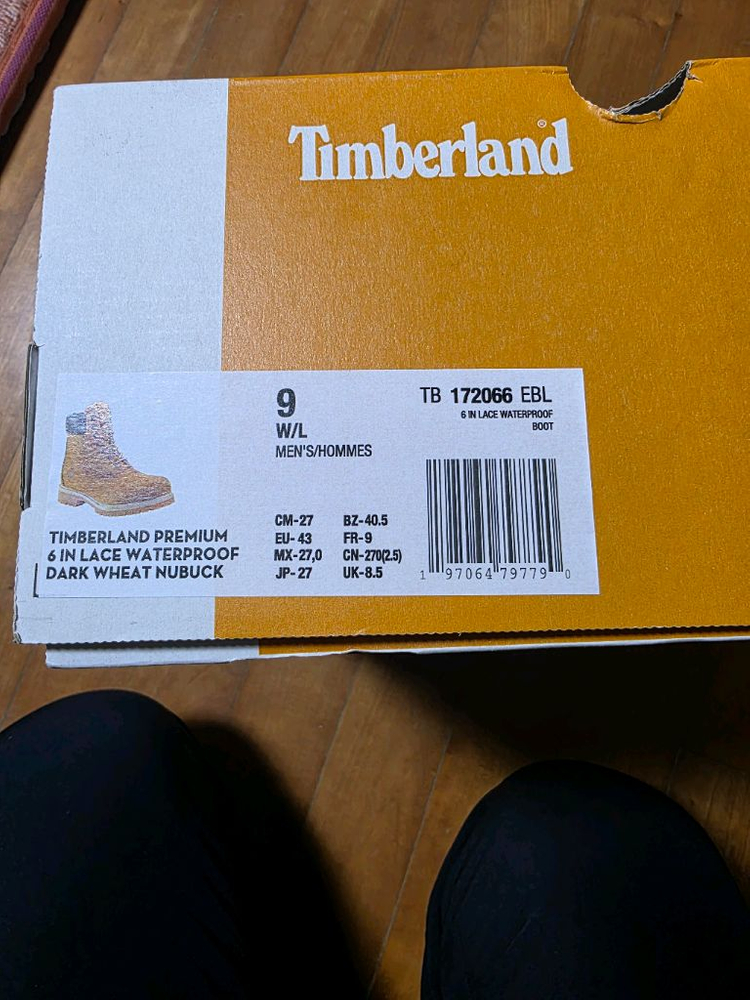 Timberland®
9
W/L
MEN'S/HOMMES
TB 172066 EBL
6 IN LACE WATERPROOF
BOOT
CM-27 BZ-40.5
EU- 43 FR-9
MX-27,0 CN-270(2.5)
JP-27 UK-8.5
TIMBERLAND PREMIUM
6 IN LACE WATERPROOF
DARK WHEAT NUBUCK
1 97064 79779 0